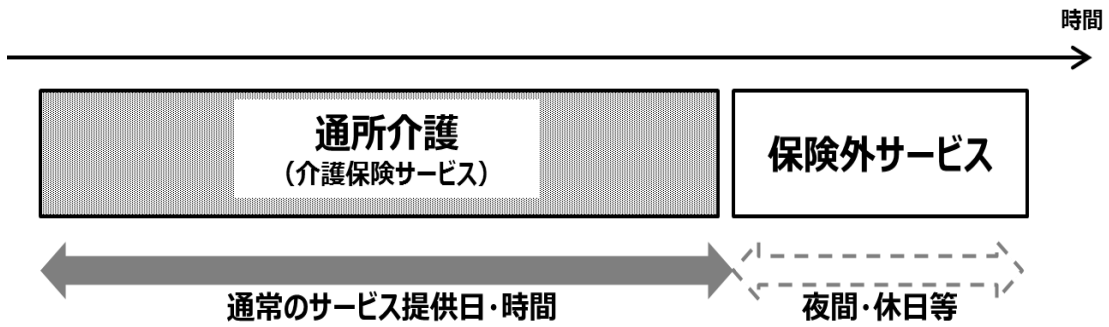 時間
通所介護
（介護保険サービス）
保険外サービス
通常のサービス提供日・時間
夜間・休日等